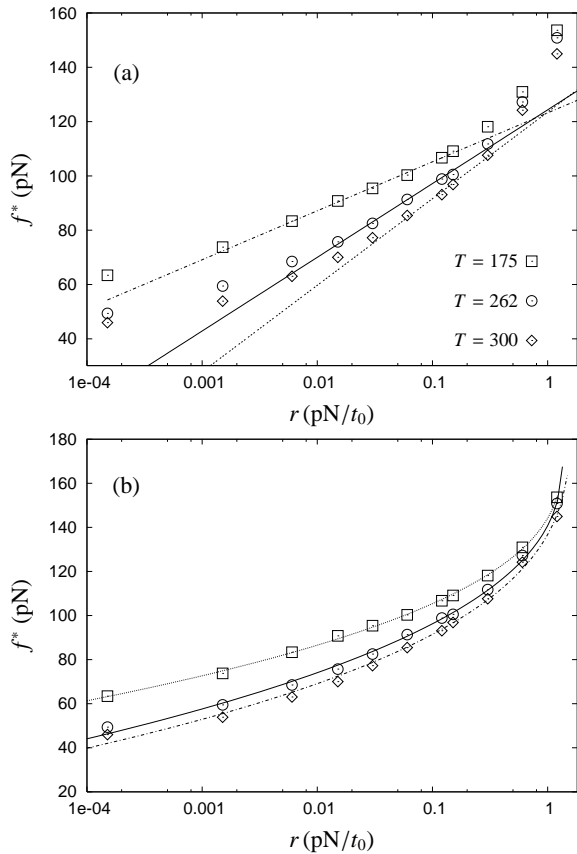 160
140
120
100
80
60
40
f* (pN)
(a)
T = 175
T = 262
T = 300
1e-04 0.001 0.01 0.1 1
r (pN/t₀)
180
160
140
120
100
80
60
40
20
f* (pN)
(b)
1e-04 0.001 0.01 0.1 1
r (pN/t₀)